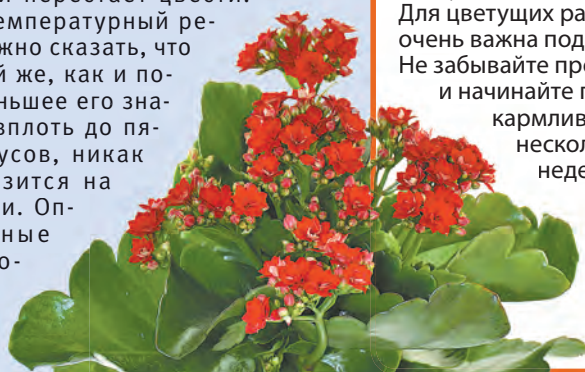 и перестает цвести.
емпературный ре-
жно сказать, что
й же, как и по-
ньшее его зна-
вплоть до пя-
усов, никак
зится на
и. Оп-
ные
о-
Для цветущих ра
очень важна под
Не забывайте про
и начинайте п
кармлив
нескол
неде